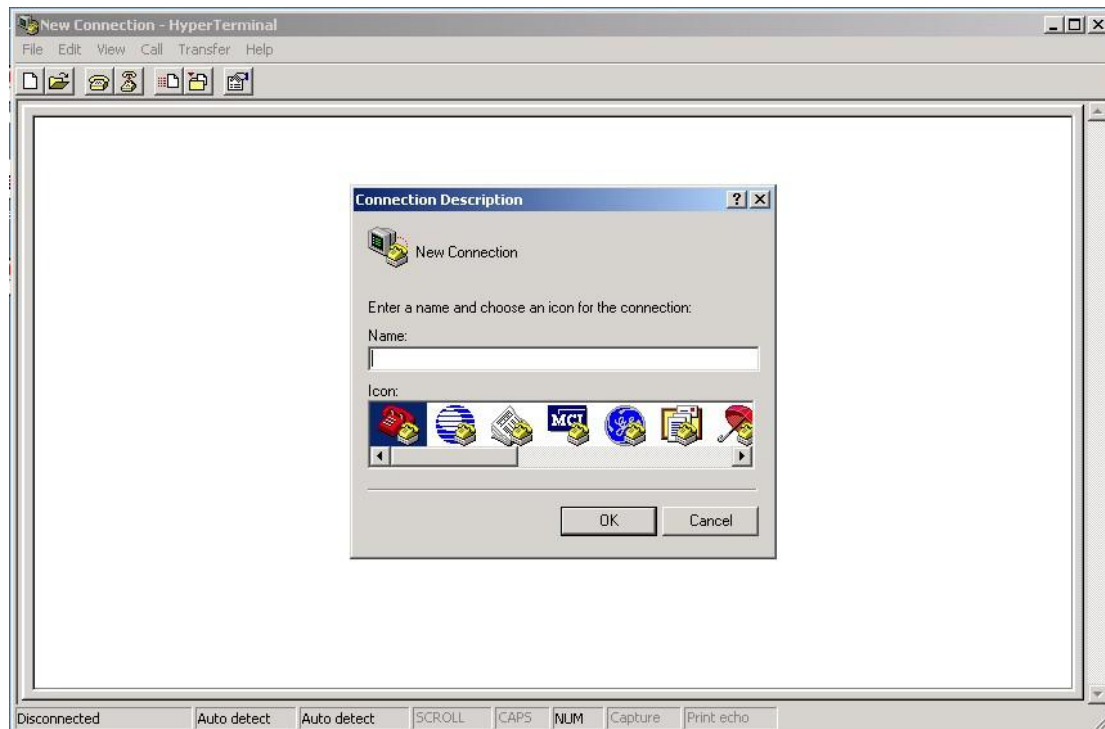 New Connection - HyperTerminal
File Edit View Call Transfer Help
Connection Description
New Connection
Enter a name and choose an icon for the connection:
Name:
Icon:
MCI
OK Cancel
Disconnected Auto detect Auto detect SCROLL CAPS NUM Capture Print echo